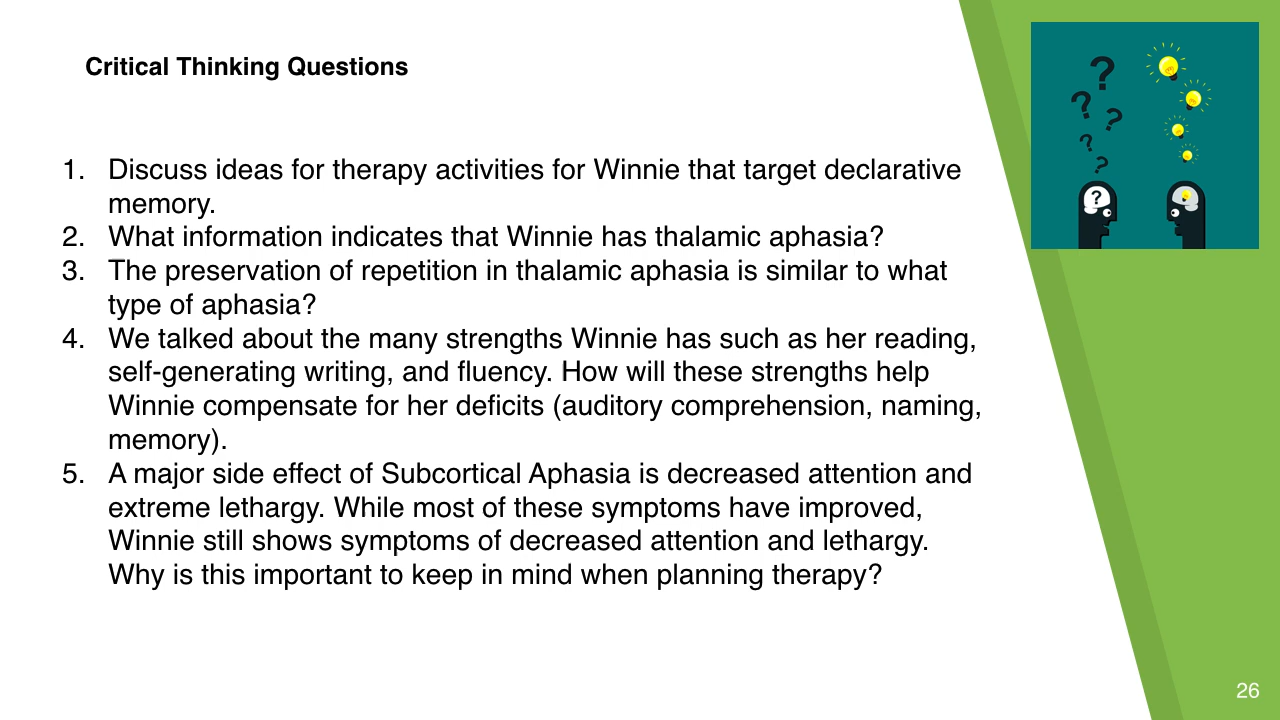 Critical Thinking Questions
1. Discuss ideas for therapy activities for Winnie that target declarative
memory.
2. What information indicates that Winnie has thalamic aphasia?
3. The preservation of repetition in thalamic aphasia is similar to what
type of aphasia?
4. We talked about the many strengths Winnie has such as her reading,
self-generating writing, and fluency. How will these strengths help
Winnie compensate for her deficits (auditory comprehension, naming,
memory).
5. A major side effect of Subcortical Aphasia is decreased attention and
extreme lethargy. While most of these symptoms have improved,
Winnie still shows symptoms of decreased attention and lethargy.
Why is this important to keep in mind when planning therapy?
?
?
?
?
?
?
26